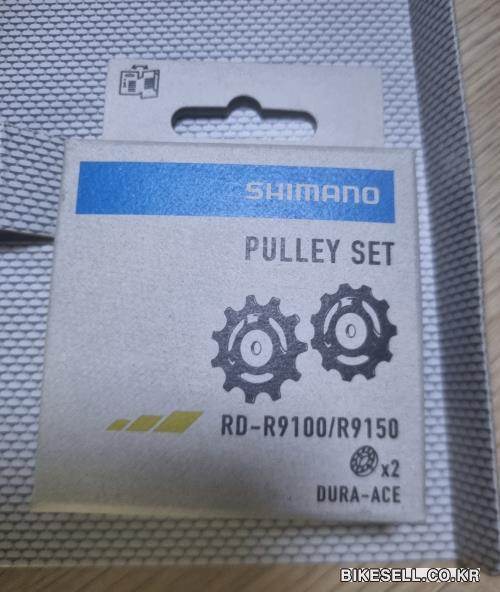 SHIMANO
PULLEY SET
RD-R9100/R9150
x2
DURA-ACE
BIKESELL.CO.KR